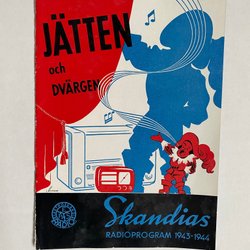 JÄTTEN
och
DVÄRGEN
Skandias
RADIOPROGRAM 1943-1944